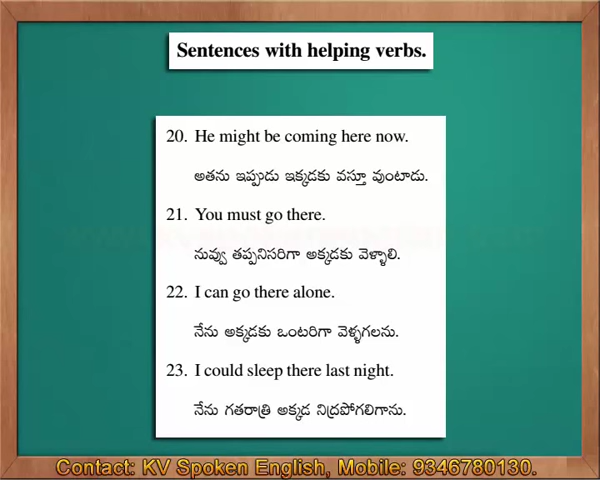 Sentences with helping verbs.
20. He might be coming here now.
అతను ఇప్పుడు ఇక్కడకు వస్తూ వుంటాడు.
21. You must go there.
నువ్వు తప్పనిసరిగా అక్కడకు వెళ్ళాలి.
22. I can go there alone.
నేను అక్కడకు ఒంటరిగా వెళ్ళగలను.
23. I could sleep there last night.
నేను గతరాత్రి అక్కడ నిద్రపోగలిగాను.
Contact: KV Spoken English, Mobile: 9346780130.